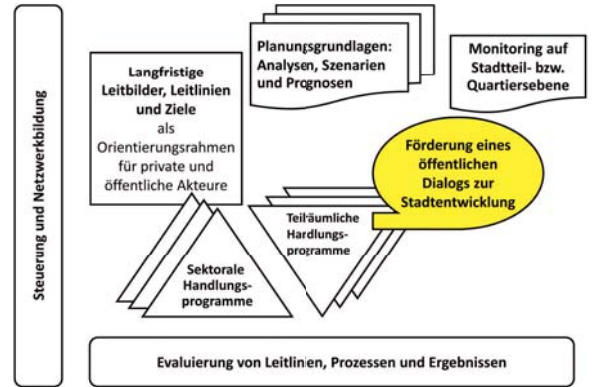 Steuerung und Netzwerkbildung
Langfristige
Leitbilder, Leitlinien
und Ziele
als
Orientierungsrahmen
für private und
öffentliche Akteure
Planungsgrundlagen:
Analysen, Szenarien
und Prognosen
Monitoring auf
Stadtteil- bzw.
Quartiersebene
Förderung eines
öffentlichen
Dialogs zur
Stadtentwicklung
Teilräumliche
Handlungs-
programme
Sektorale
Handlungs-
programme
Evaluierung von Leitlinien, Prozessen und Ergebnissen